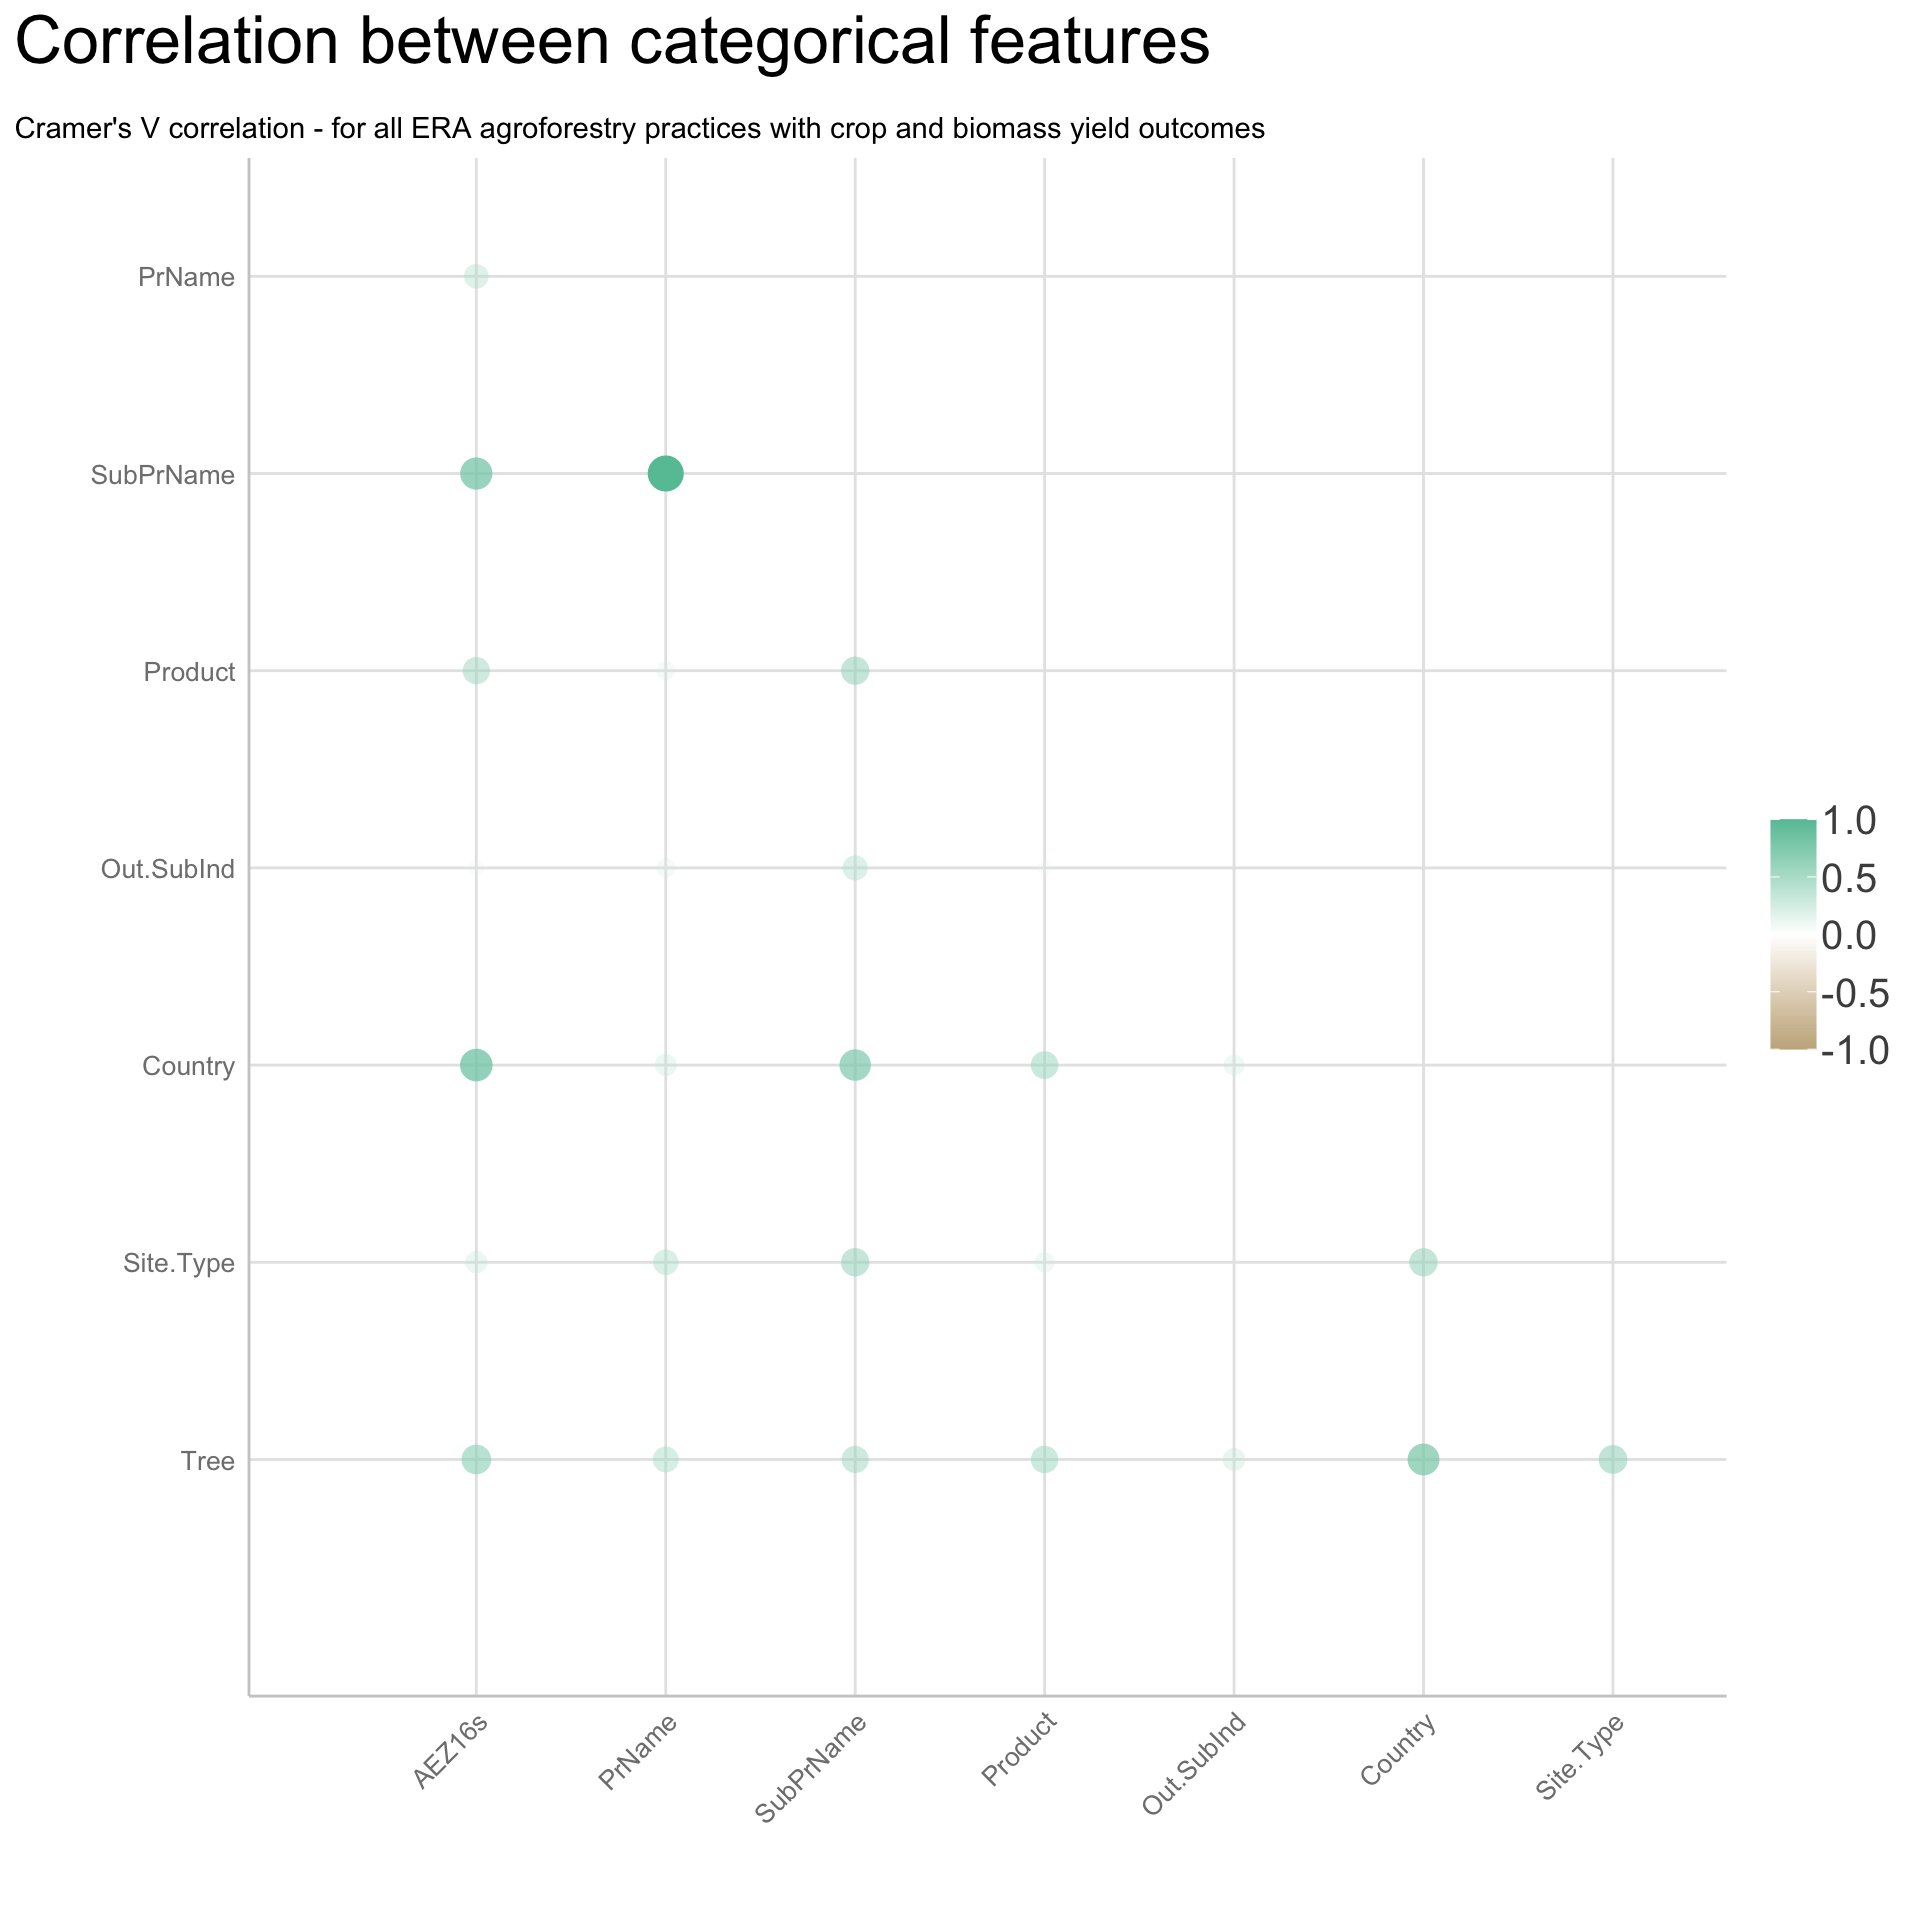 Correlation between categorical features
Cramer's V correlation - for all ERA agroforestry practices with crop and biomass yield outcomes
PrName
SubPrName
Product
Out.SubInd
Country
Site.Type
Tree
AEZ16s
PrName
SubPrName
Product
Out.SubInd
Country
Site.Type
1.0
0.5
0.0
-0.5
-1.0